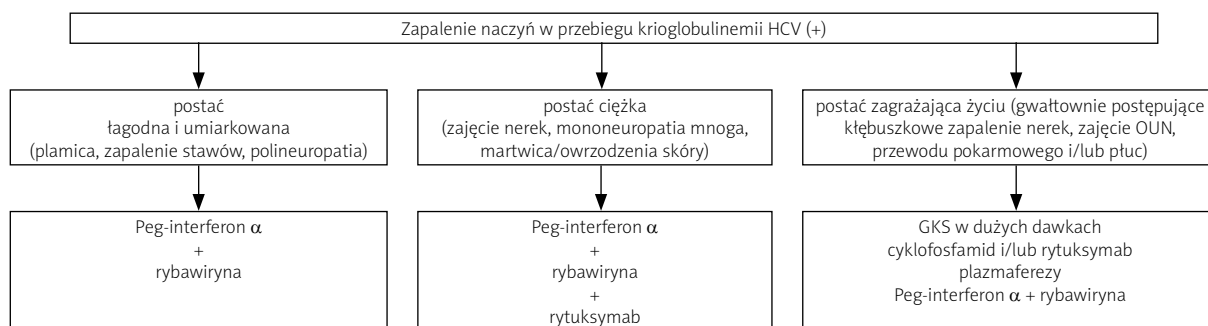 Zapalenie naczyń w przebiegu krioglobulinemii HCV (+)
postać
łagodna i umiarkowana
(plamica, zapalenie stawów, polineuropatia)
postać ciężka
(zajęcie nerek, mononeuropatia mnoga,
martwica/owrzodzenia skóry)
postać zagrażająca życiu (gwałtownie postępujące
kłębuszkowe zapalenie nerek, zajęcie OUN,
przewodu pokarmowego i/lub płuc)
Peg-interferon α
+
rybawiryna
Peg-interferon α
+
rybawiryna
+
rytuksymab
GKS w dużych dawkach
cyklofosfamid i/lub rytuksymab
plazmaferezy
Peg-interferon α + rybawiryna